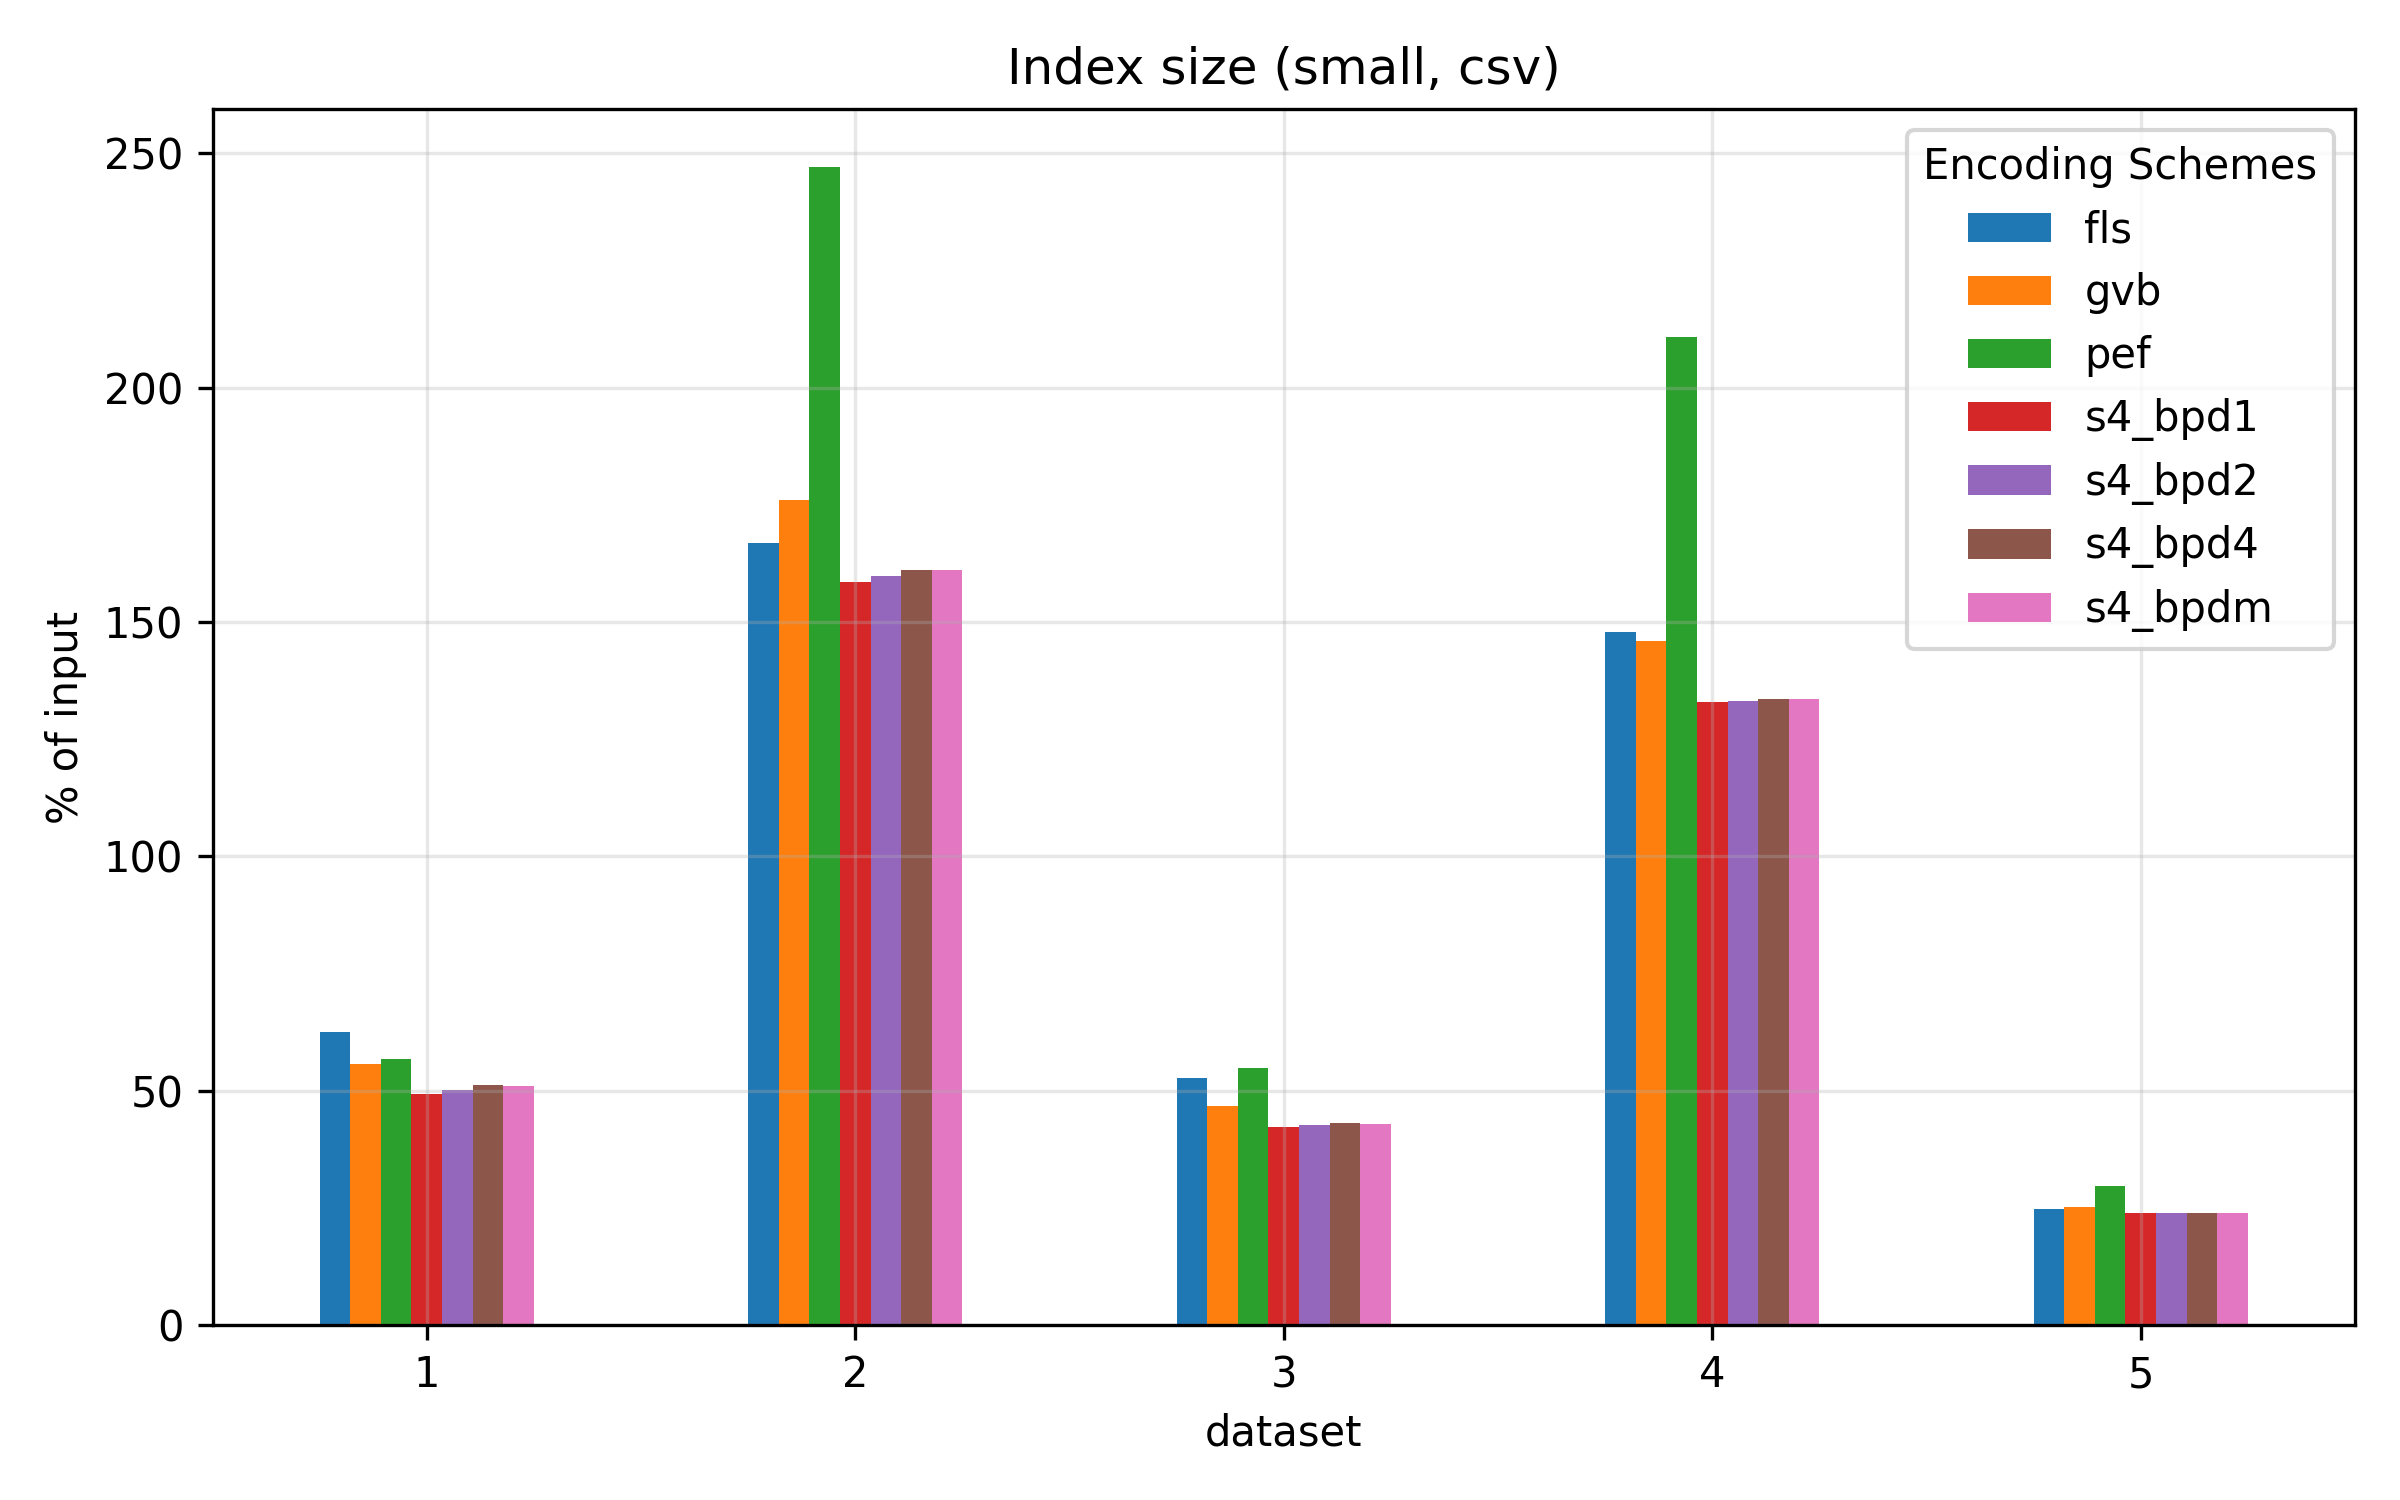 Index size (small, csv)
250
200
150
100
50
0
% of input
Encoding Schemes
fls
gvb
pef
s4_bpd1
s4_bpd2
s4_bpd4
s4_bpdm
1 2 3 4 5
dataset